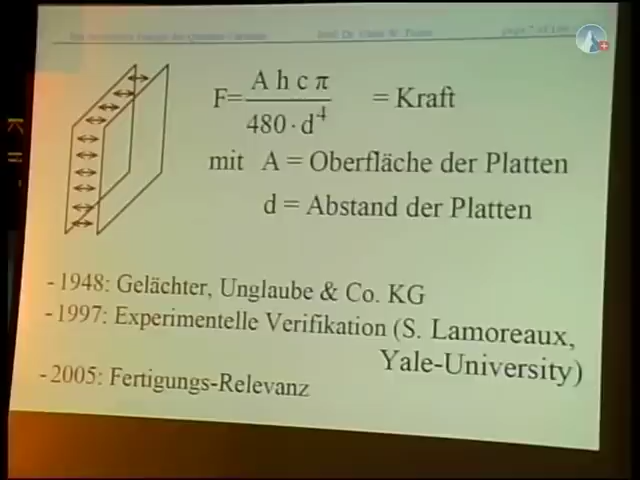 F= A h c π / 480·d⁴ = Kraft
mit A = Oberfläche der Platten
d = Abstand der Platten
-1948: Gelächter, Unglaube & Co. KG
-1997: Experimentelle Verifikation (S. Lamoreaux,
Yale-University)
-2005: Fertigungs-Relevanz